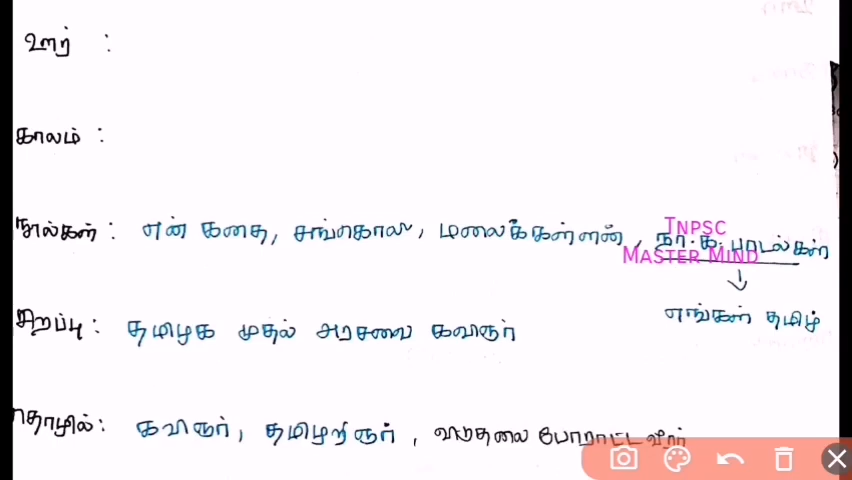 ஊர் :
காலம் :
நூல்கள் : என் கதை, சங்கொலி, மலைக்கள்ளன், நா.க. பாடல்கள்
TNPSC
MASTER MIND
எங்கள் தமிழ்
சிறப்பு : தமிழக முதல் அரசவை கவிஞர்
தொழில் : கவிஞர், தமிழறிஞர், விடுதலை போராட்ட வீரர்